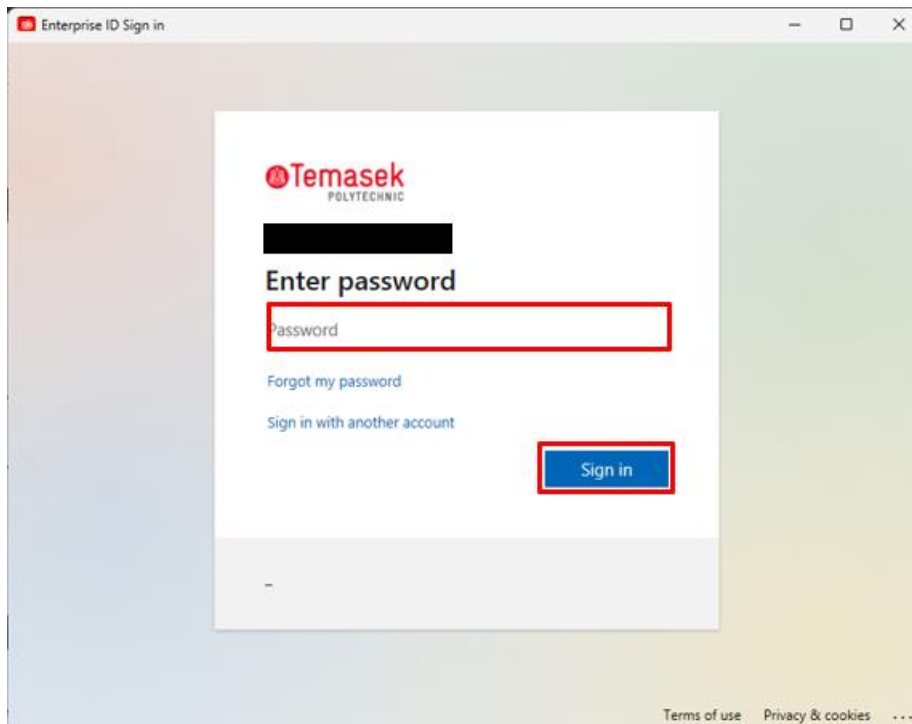 Enterprise ID Sign in
Temasek
POLYTECHNIC
Enter password
Password
Forgot my password
Sign in with another account
Sign in
Terms of use Privacy & cookies ...